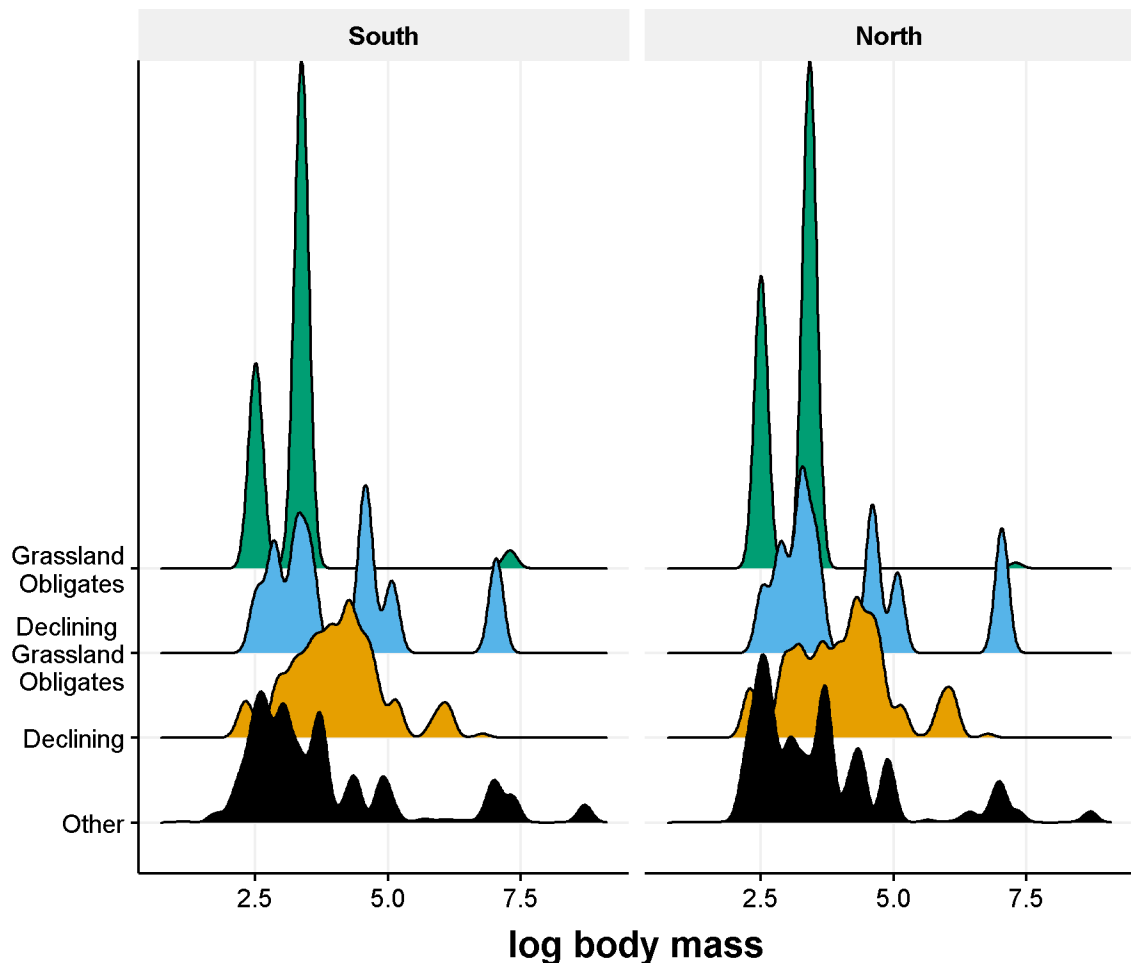 South
North
Grassland
Obligates
Declining
Grassland
Obligates
Declining
Other
2.5
5.0
7.5
2.5
5.0
7.5
log body mass